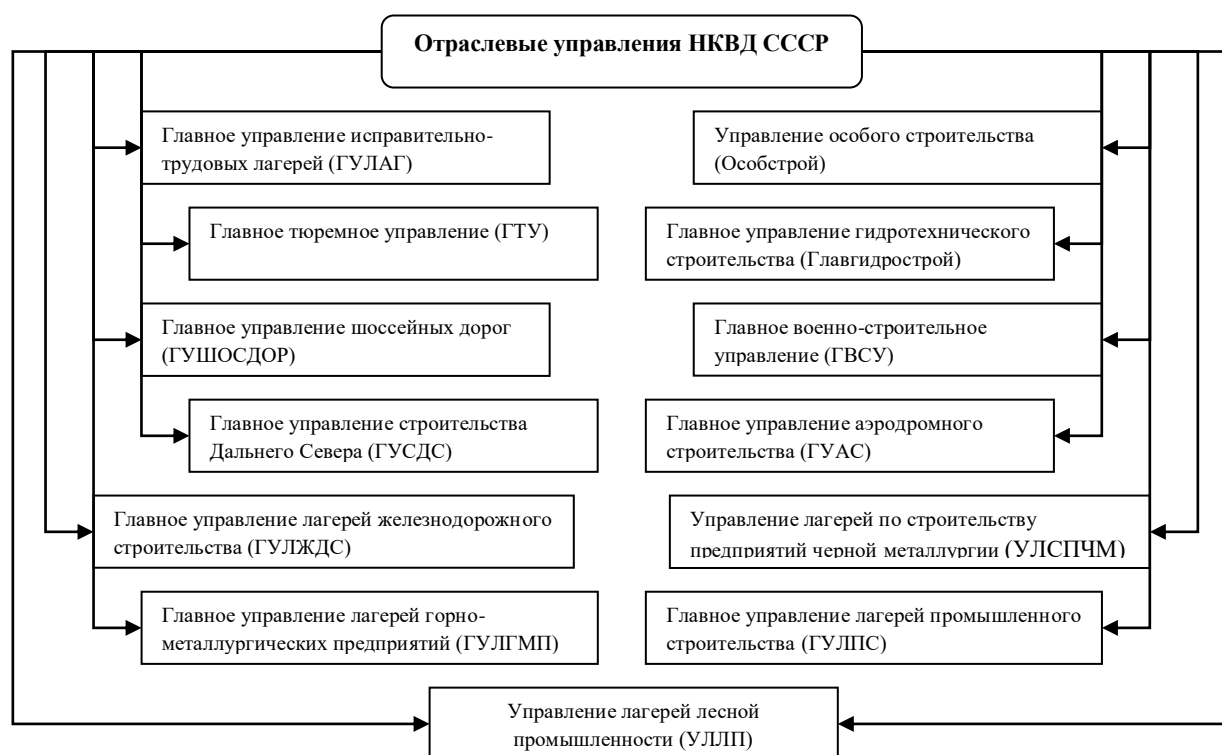 Отраслевые управления НКВД СССР
Главное управление исправительно-
трудовых лагерей (ГУЛАГ)
Управление особого строительства
(Особстрой)
Главное тюремное управление (ГТУ)
Главное управление гидротехнического
строительства (Главгидрострой)
Главное управление шоссейных дорог
(ГУШОСДОР)
Главное военно-строительное
управление (ГВСУ)
Главное управление строительства
Дальнего Севера (ГУСДС)
Главное управление аэродромного
строительства (ГУАС)
Главное управление лагерей железнодорожного
строительства (ГУЛЖДС)
Управление лагерей по строительству
предприятий черной металлургии (УЛСПЧМ)
Главное управление лагерей горно-
металлургических предприятий (ГУЛГМП)
Главное управление лагерей промышленного
строительства (ГУЛПС)
Управление лагерей лесной
промышленности (УЛЛП)